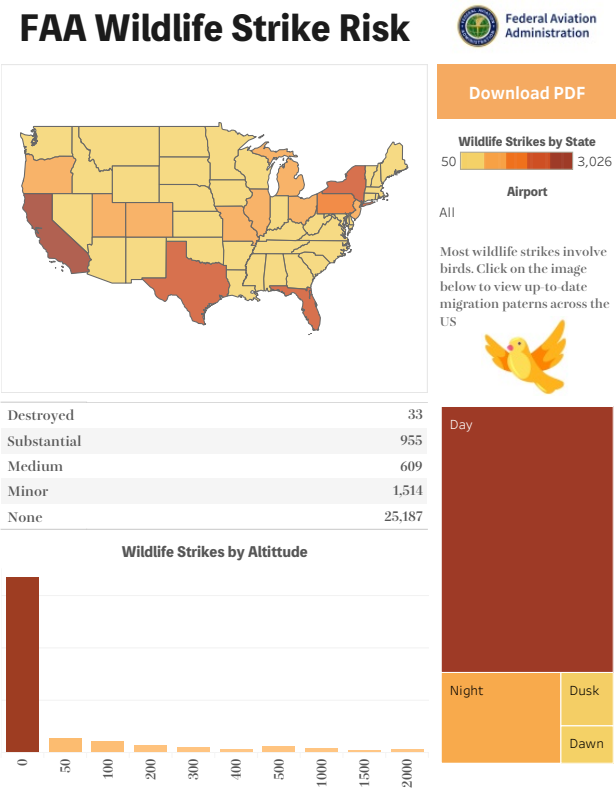 FAA Wildlife Strike Risk
Federal Aviation
Administration
Download PDF
Wildlife Strikes by State
50 3,026
Airport
All
Most wildlife strikes involve
birds. Click on the image
below to view up-to-date
migration paterns across the
US
Destroyed 33
Substantial 955
Medium 609
Minor 1,514
None 25,187
Wildlife Strikes by Altittude
0 50 100 200 300 400 500 1000 1500 2000
Day
Night
Dusk
Dawn